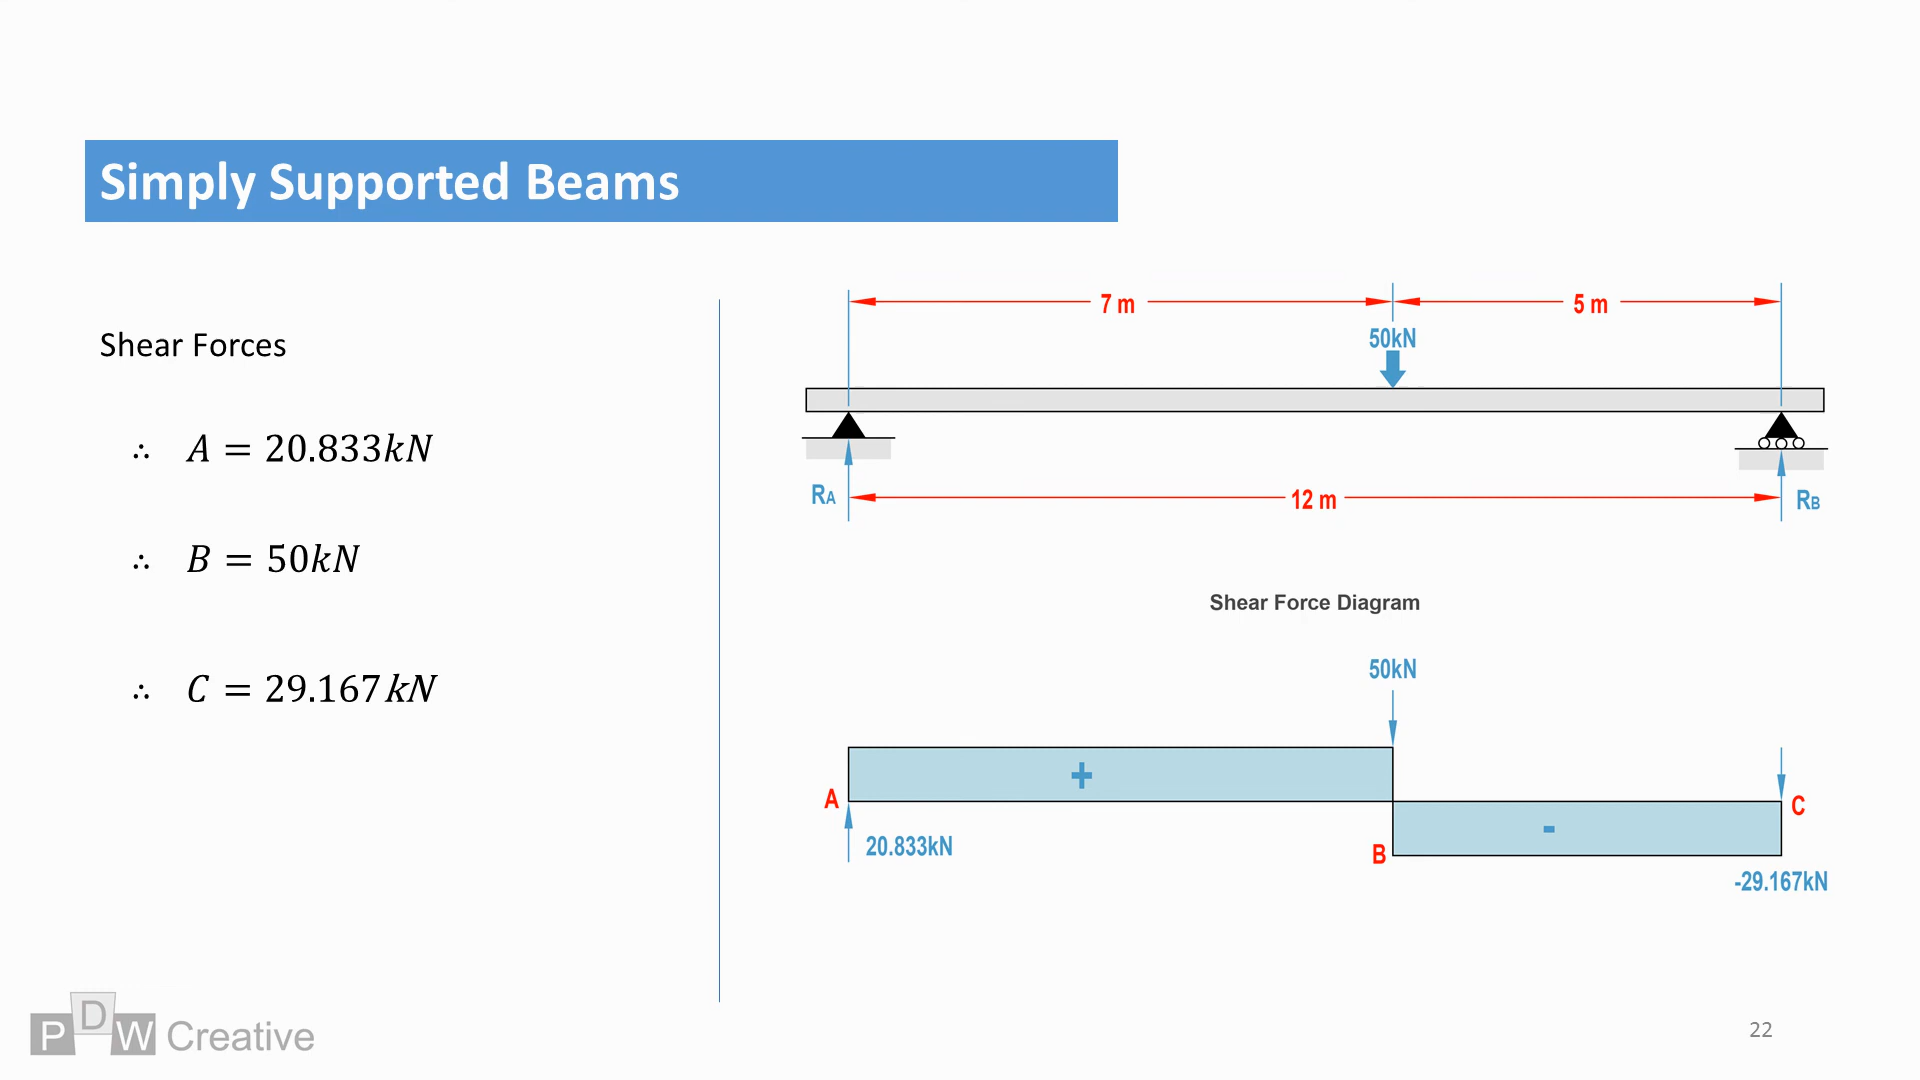 Simply Supported Beams
Shear Forces
∴ A = 20.833kN
∴ B = 50kN
∴ C = 29.167kN
7 m
5 m
50kN
RA
12 m
RB
Shear Force Diagram
50kN
+
A
C
-
20.833kN
B
-29.167kN
PDW Creative
22